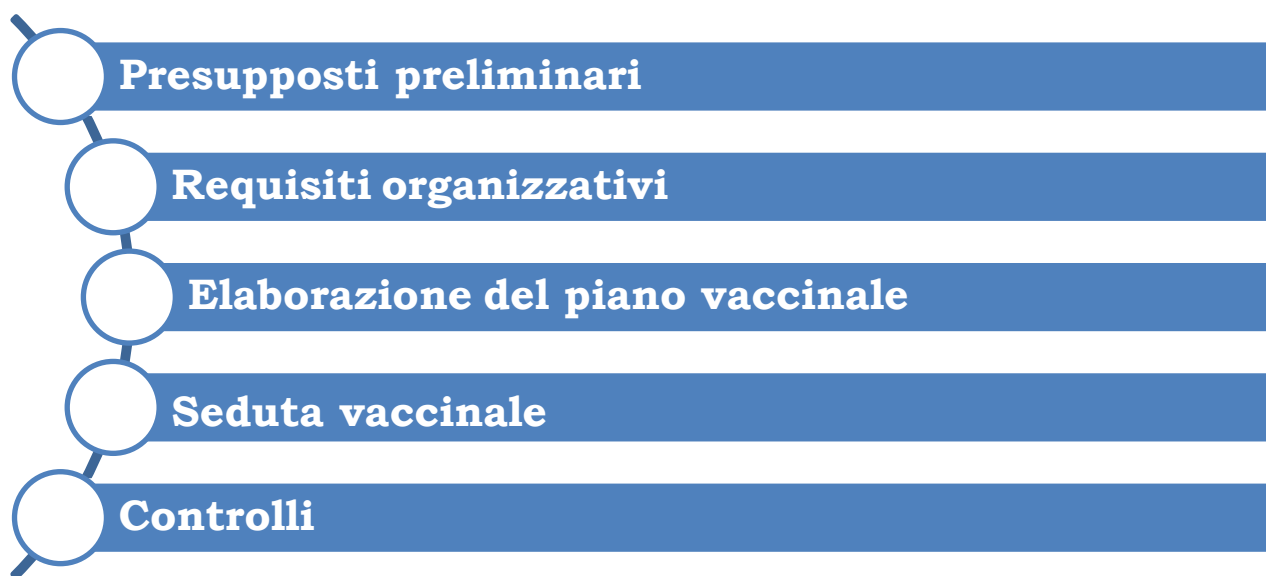 Presupposti preliminari
Requisiti organizzativi
Elaborazione del piano vaccinale
Seduta vaccinale
Controlli